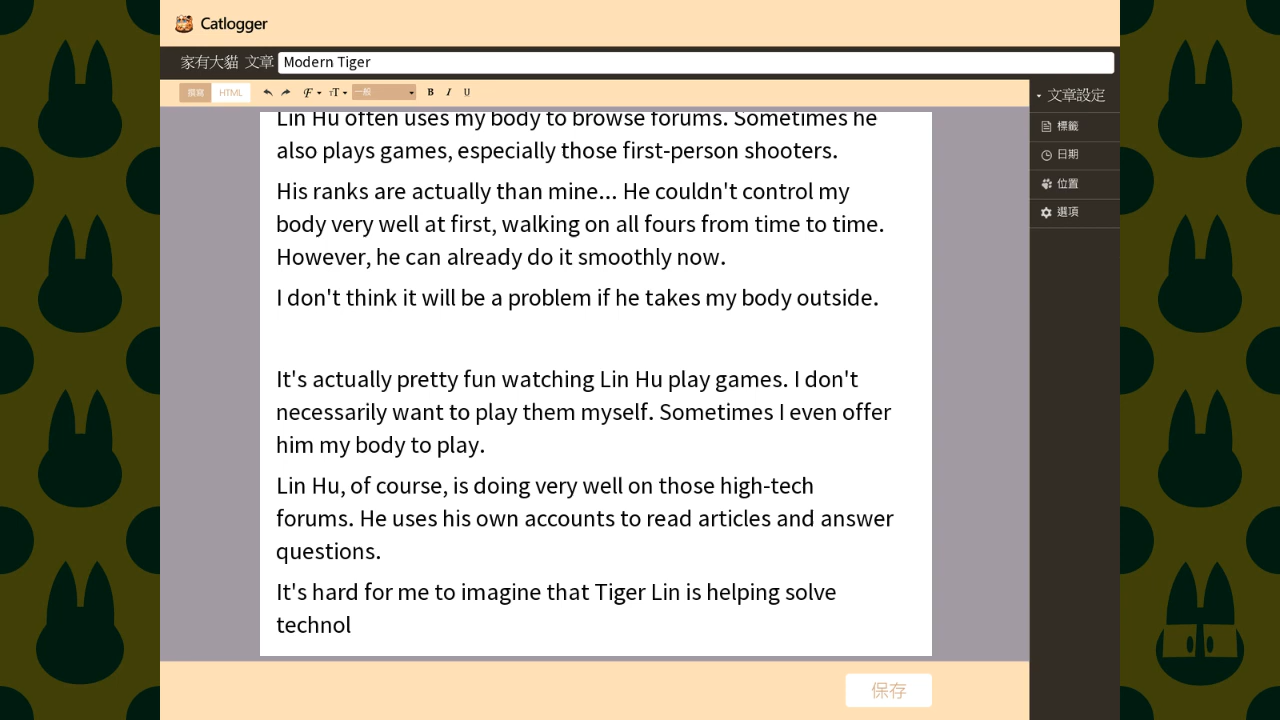 Catlogger
家有大貓 文章 Modern Tiger
撰寫 HTML F T 一般 B I U
文章設定
標籤
日期
位置
選項
Lin Hu often uses my body to browse forums. Sometimes he
also plays games, especially those first-person shooters.
His ranks are actually than mine... He couldn't control my
body very well at first, walking on all fours from time to time.
However, he can already do it smoothly now.
I don't think it will be a problem if he takes my body outside.
It's actually pretty fun watching Lin Hu play games. I don't
necessarily want to play them myself. Sometimes I even offer
him my body to play.
Lin Hu, of course, is doing very well on those high-tech
forums. He uses his own accounts to read articles and answer
questions.
It's hard for me to imagine that Tiger Lin is helping solve
technol
保存